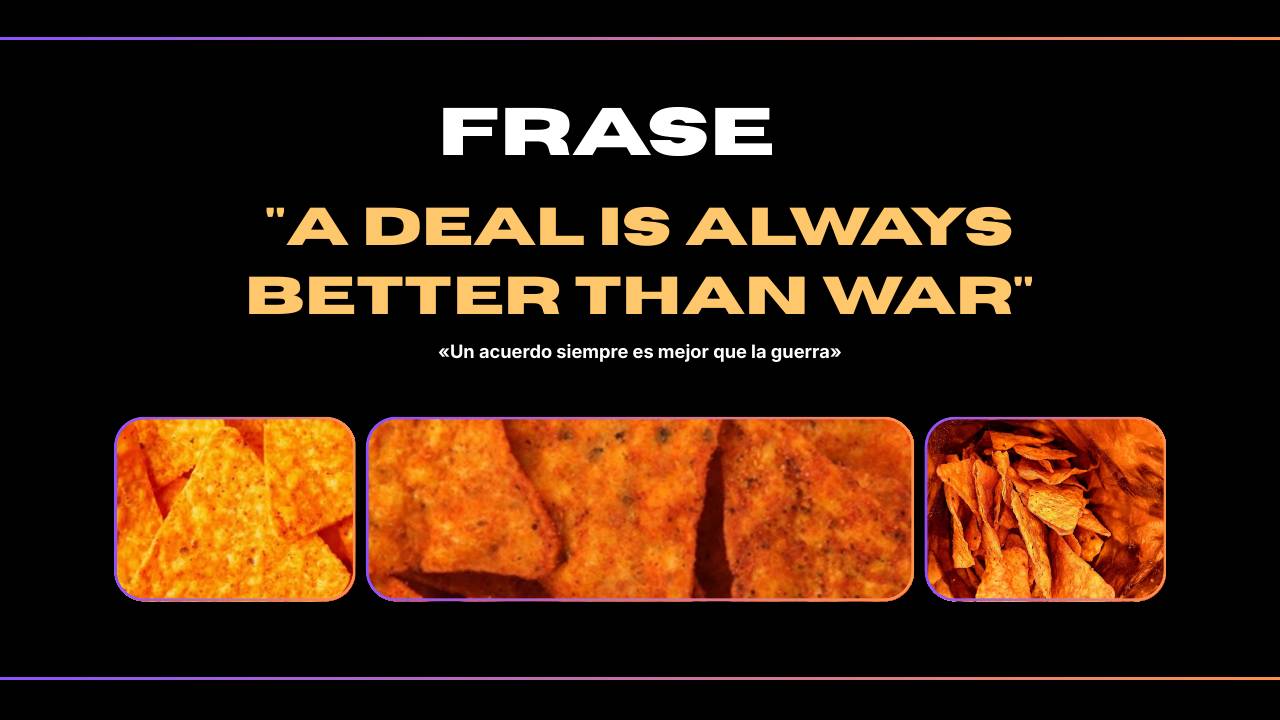 FRASE
"A DEAL IS ALWAYS
BETTER THAN WAR"
«Un acuerdo siempre es mejor que la guerra»